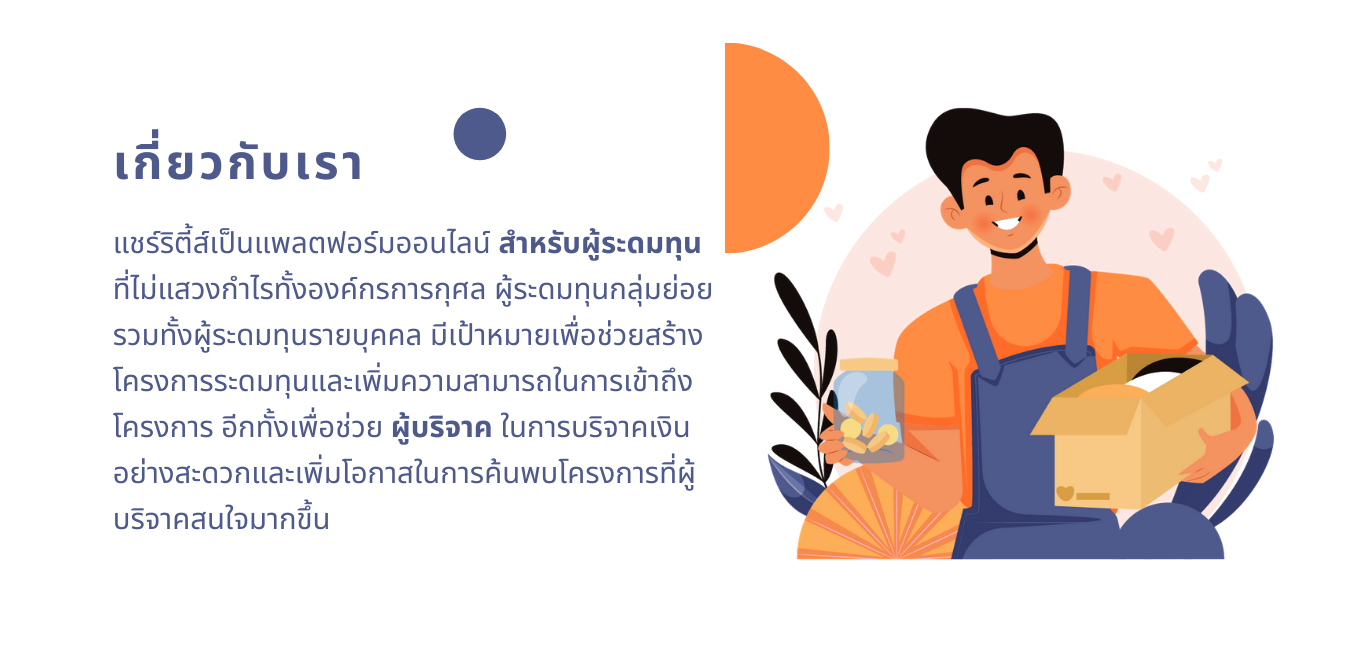 เกี่ยวกับเรา
แชร์ริตี้ส์เป็นแพลตฟอร์มออนไลน์ สำหรับผู้ระดมทุน
ที่ไม่แสวงกำไรทั้งองค์กรการกุศล ผู้ระดมทุนกลุ่มย่อย
รวมทั้งผู้ระดมทุนรายบุคคล มีเป้าหมายเพื่อช่วยสร้าง
โครงการระดมทุนและเพิ่มความสามารถในการเข้าถึง
โครงการ อีกทั้งเพื่อช่วย ผู้บริจาค ในการบริจาคเงิน
อย่างสะดวกและเพิ่มโอกาสในการค้นพบโครงการที่ผู้
บริจาคสนใจมากขึ้น